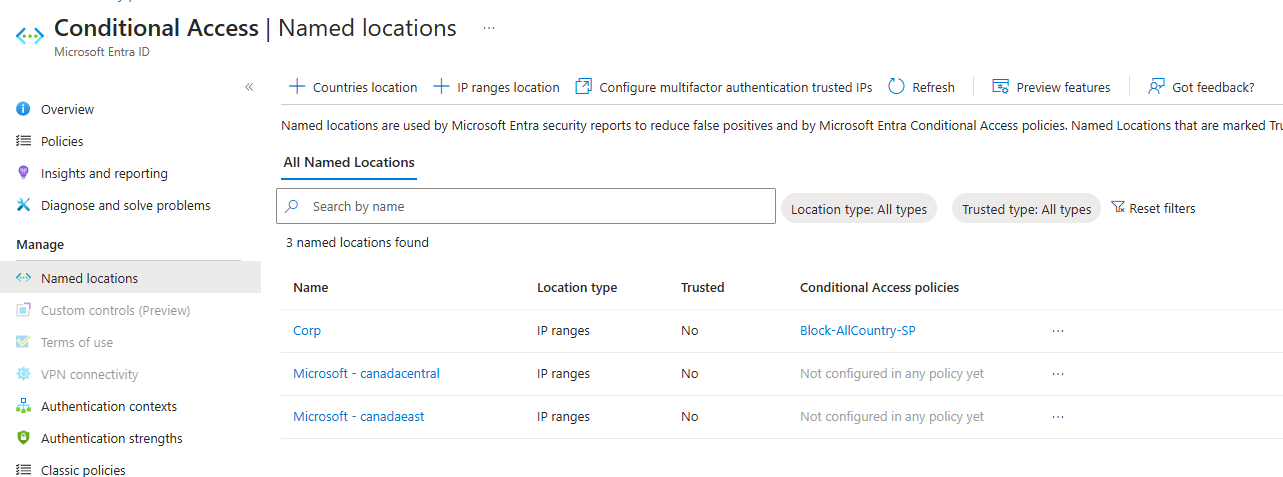 Conditional Access | Named locations ...
Microsoft Entra ID
«
Overview
Policies
Insights and reporting
Diagnose and solve problems
Manage
Named locations
Custom controls (Preview)
Terms of use
VPN connectivity
Authentication contexts
Authentication strengths
Classic policies
+ Countries location + IP ranges location Configure multifactor authentication trusted IPs Refresh Preview features Got feedback?
Named locations are used by Microsoft Entra security reports to reduce false positives and by Microsoft Entra Conditional Access policies. Named Locations that are marked Tru
All Named Locations
Search by name Location type: All types Trusted type: All types Reset filters
3 named locations found
Name Location type Trusted Conditional Access policies
Corp IP ranges No Block-AllCountry-SP ...
Microsoft - canadacentral IP ranges No Not configured in any policy yet ...
Microsoft - canadaeast IP ranges No Not configured in any policy yet ...